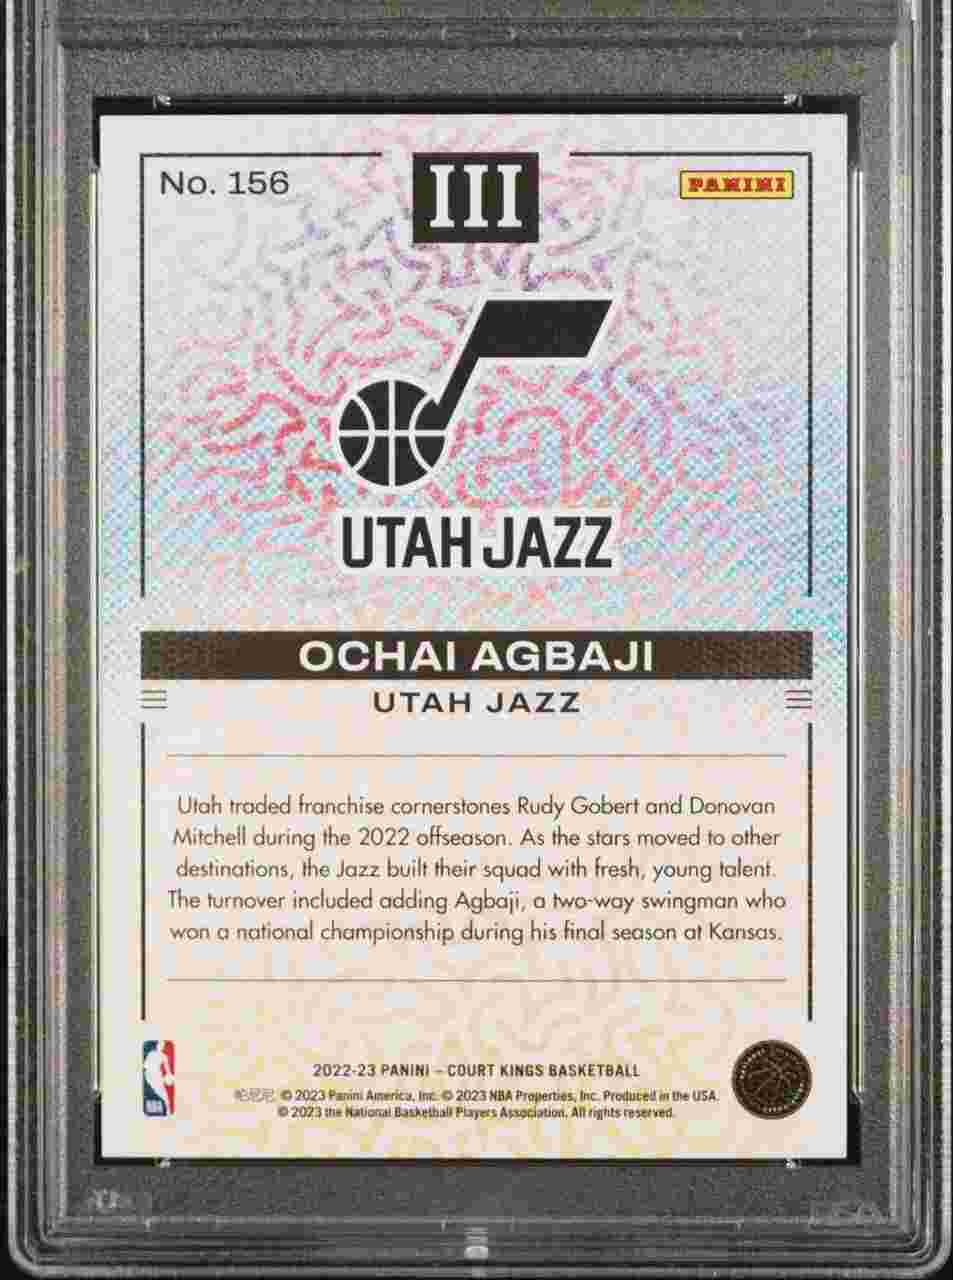 No. 156
III
PANINI
UTAH JAZZ
OCHAI AGBAJI
UTAH JAZZ
Utah traded franchise cornerstones Rudy Gobert and Donovan
Mitchell during the 2022 offseason. As the stars moved to other
destinations, the Jazz built their squad with fresh, young talent.
The turnover included adding Agbaji, a two-way swingman who
won a national championship during his final season at Kansas.
2022-23 PANINI – COURT KINGS BASKETBALL
帕尼尼 © 2023 Panini America, Inc. © 2023 NBA Properties, Inc. Produced in the USA.
© 2023 the National Basketball Players Association. All rights reserved.
NBA